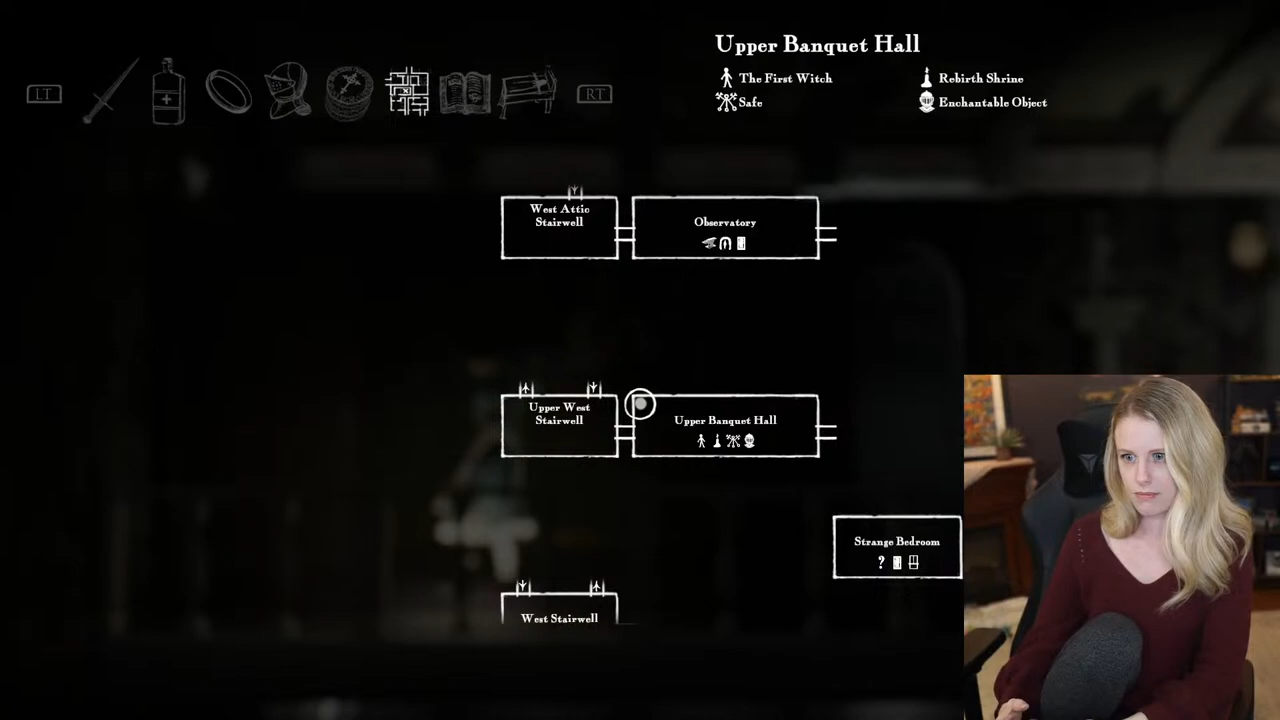 LT
RT
Upper Banquet Hall
The First Witch
Rebirth Shrine
Safe
Enchantable Object
West Attic
Stairwell
Observatory
Upper West
Stairwell
Upper Banquet Hall
Strange Bedroom
?
West Stairwell